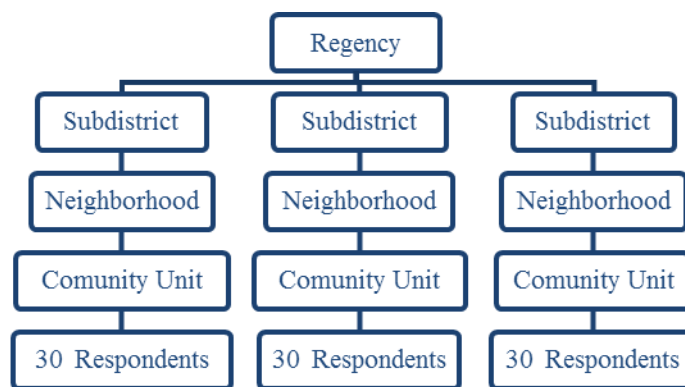 Regency
Subdistrict
Subdistrict
Subdistrict
Neighborhood
Neighborhood
Neighborhood
Comunity Unit
Comunity Unit
Comunity Unit
30 Respondents
30 Respondents
30 Respondents